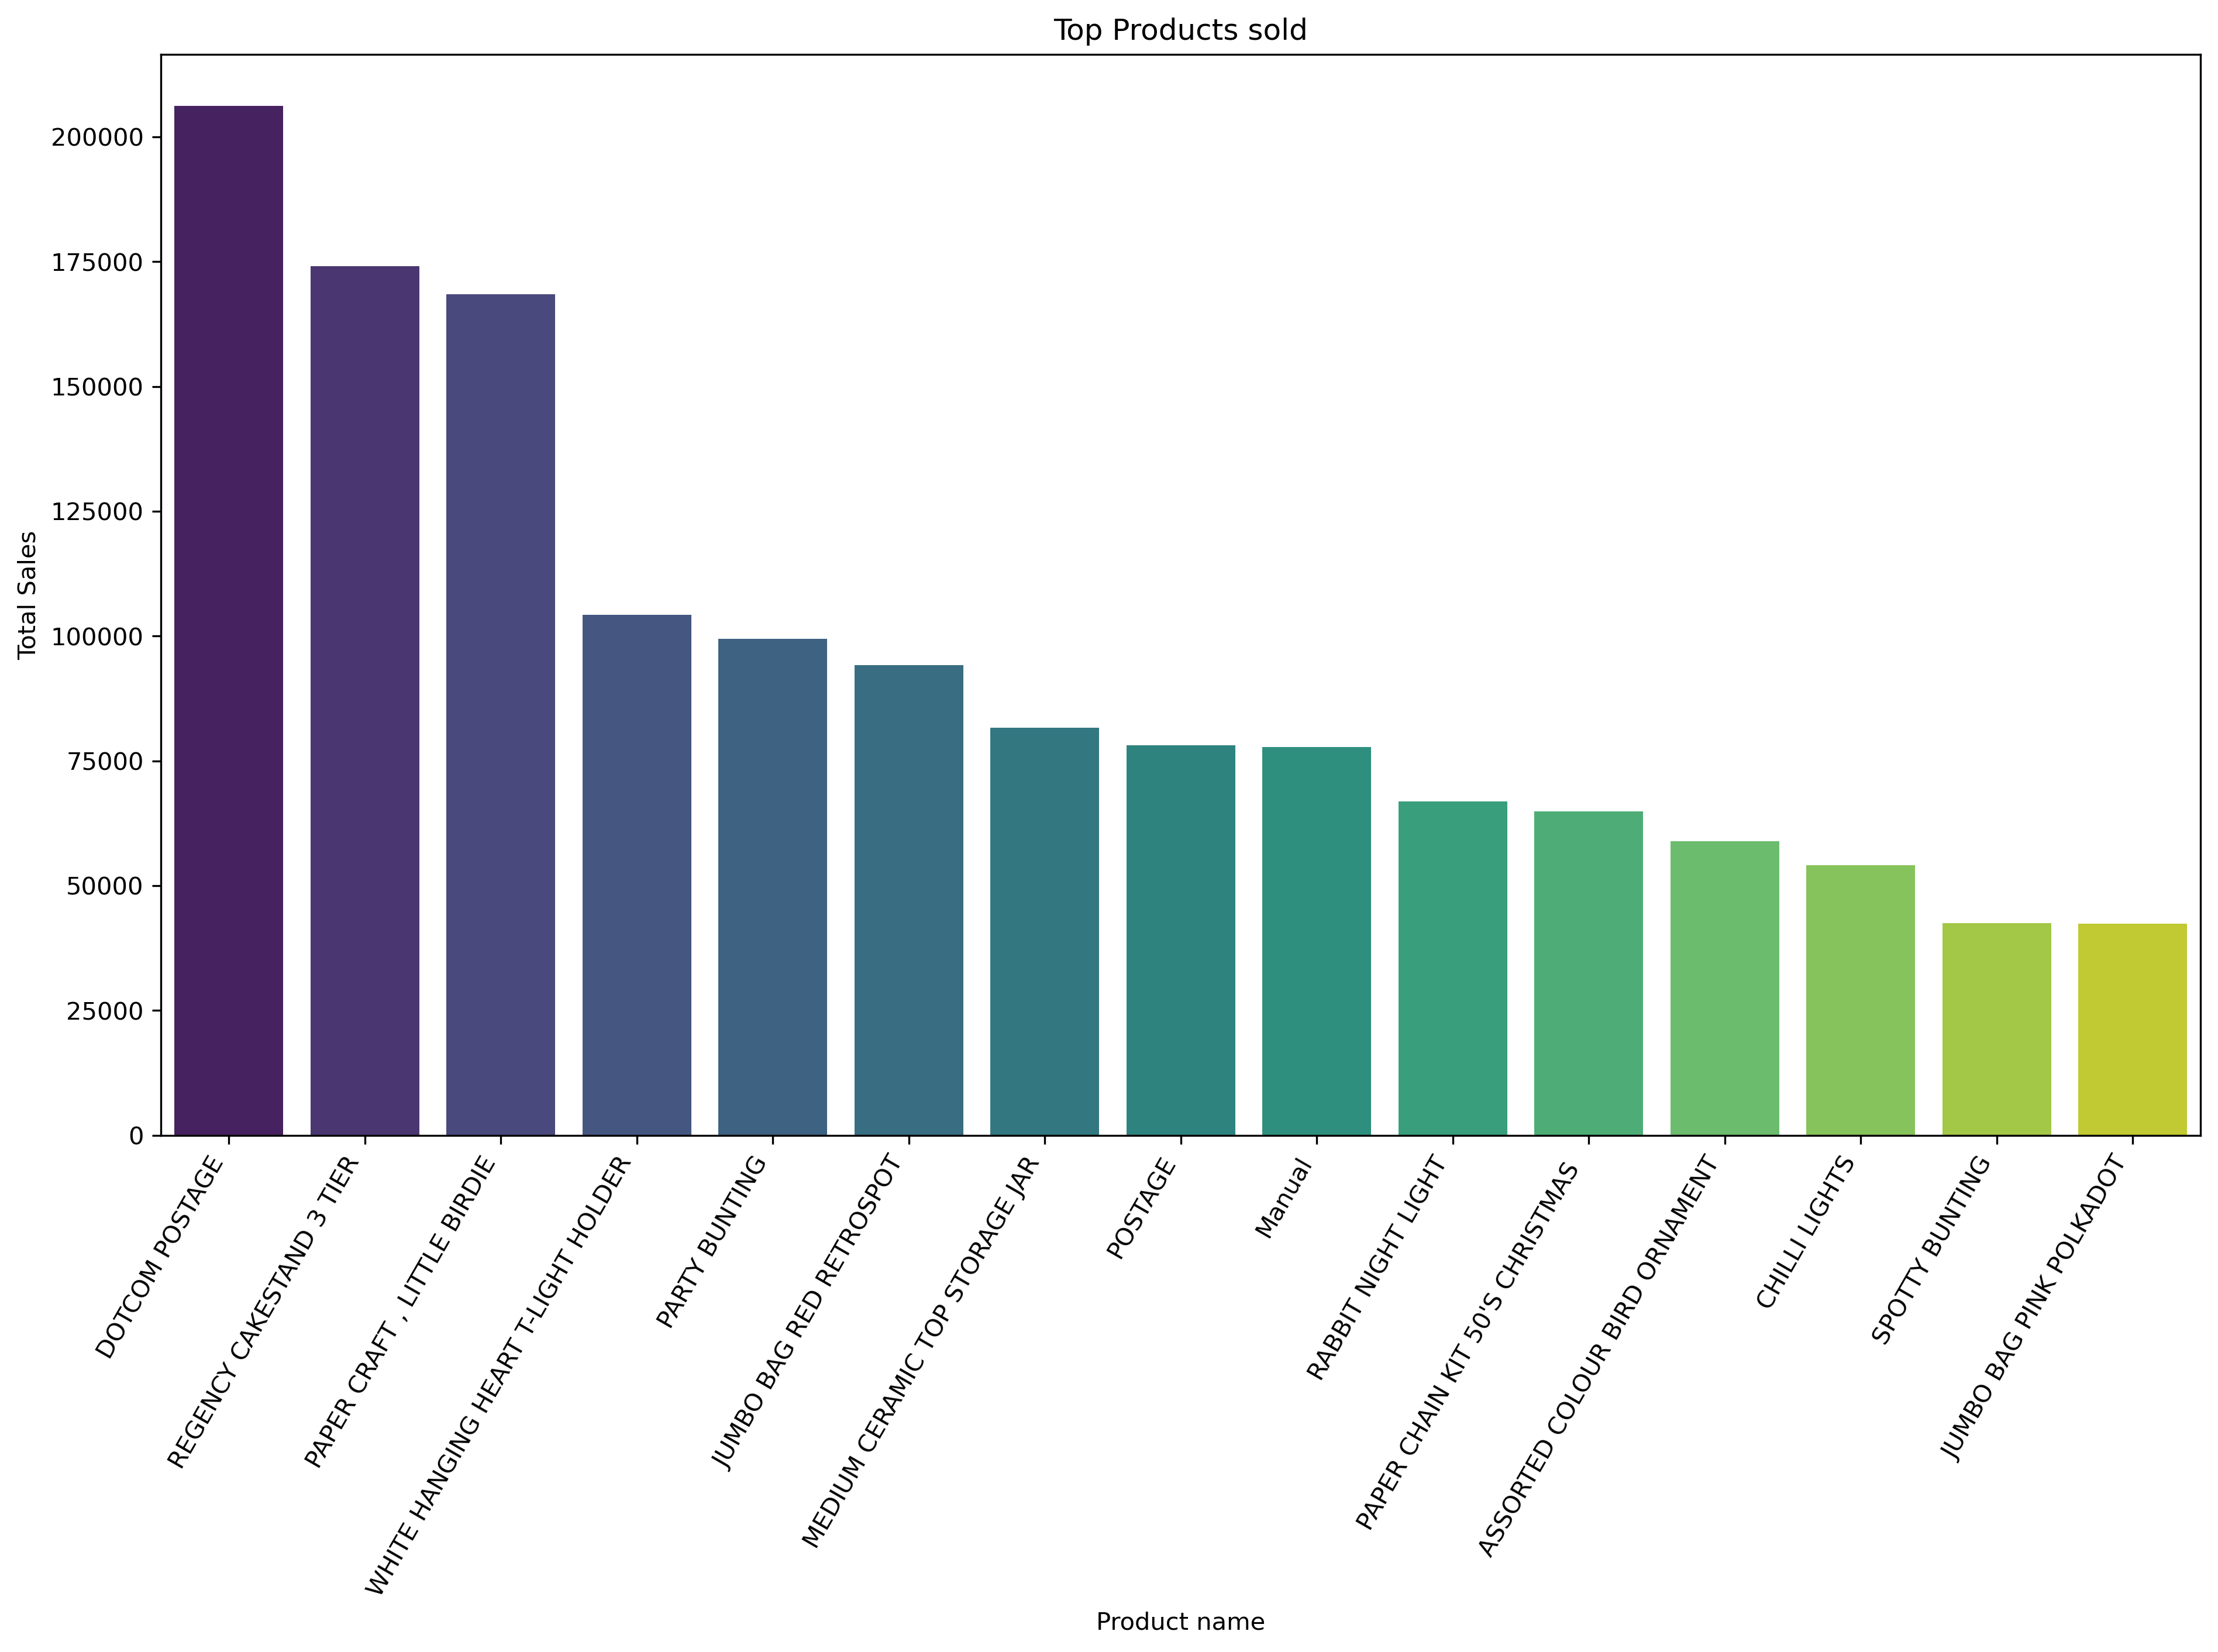 Top Products sold
Total Sales
200000
175000
150000
125000
100000
75000
50000
25000
0
DOTCOM POSTAGE
REGENCY CAKESTAND 3 TIER
PAPER CRAFT , LITTLE BIRDIE
WHITE HANGING HEART T-LIGHT HOLDER
PARTY BUNTING
JUMBO BAG RED RETROSPOT
MEDIUM CERAMIC TOP STORAGE JAR
POSTAGE
Manual
RABBIT NIGHT LIGHT
PAPER CHAIN KIT 50'S CHRISTMAS
ASSORTED COLOUR BIRD ORNAMENT
CHILLI LIGHTS
SPOTTY BUNTING
JUMBO BAG PINK POLKADOT
Product name